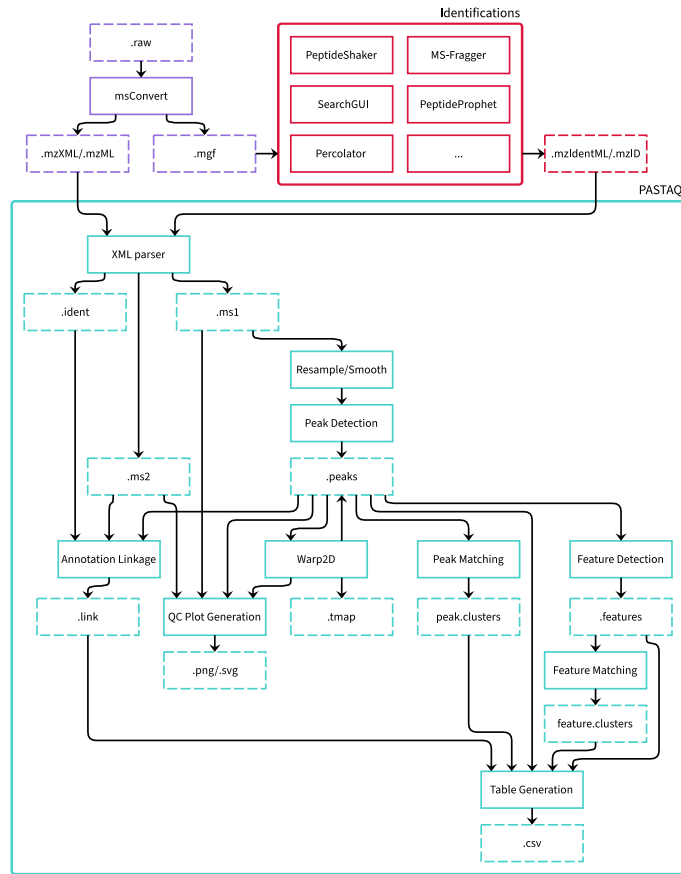 Identifications
.raw
PeptideShaker
MS-Fragger
msConvert
SearchGUI
PeptideProphet
.mzXML/.mzML
.mgf
Percolator
...
.mzIdentML/.mzID
PASTAQ
XML parser
.ident
.ms1
Resample/Smooth
Peak Detection
.ms2
.peaks
Annotation Linkage
Warp2D
Peak Matching
Feature Detection
.link
QC Plot Generation
.tmap
peak.clusters
.features
.png/.svg
Feature Matching
feature.clusters
Table Generation
.csv